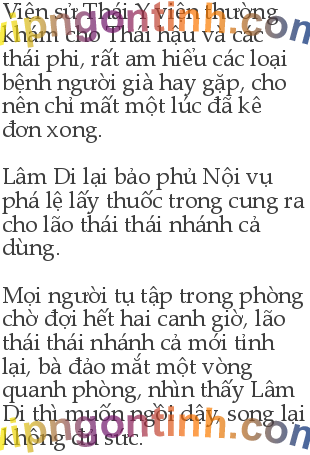 Viện sử Thái Y viện thường
khám cho Thái hậu và các
thái phi, rất am hiểu các loại
bệnh người già hay gặp, cho
nên chỉ mất một lúc đã kê
đơn xong.
Lâm Di lại bảo phủ Nội vụ
phá lệ lấy thuốc trong cung ra
cho lão thái thái nhánh cả
dùng.
Mọi người tụ tập trong phòng
chờ đợi hết hai canh giờ, lão
thái thái nhánh cả mới tỉnh
lại, bà đảo mắt một vòng
quanh phòng, nhìn thấy Lâm
Di thì muốn ngồi dậy, song lại
không đủ sức.
vipngontinh.com
vipngontinh.com